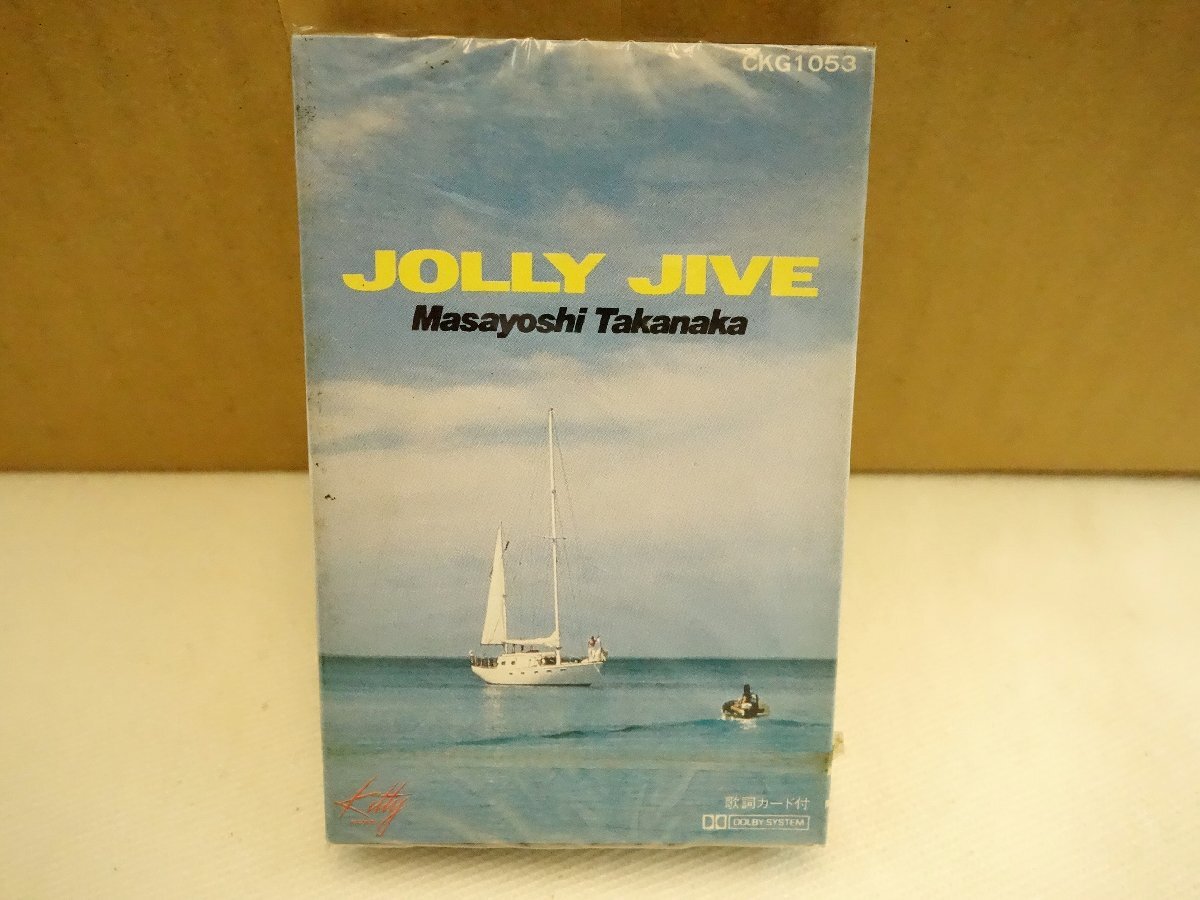 CKG1053
JOLLY JIVE
Masayoshi Takanaka
Kitty
歌詞カード付
DOLBY SYSTEM